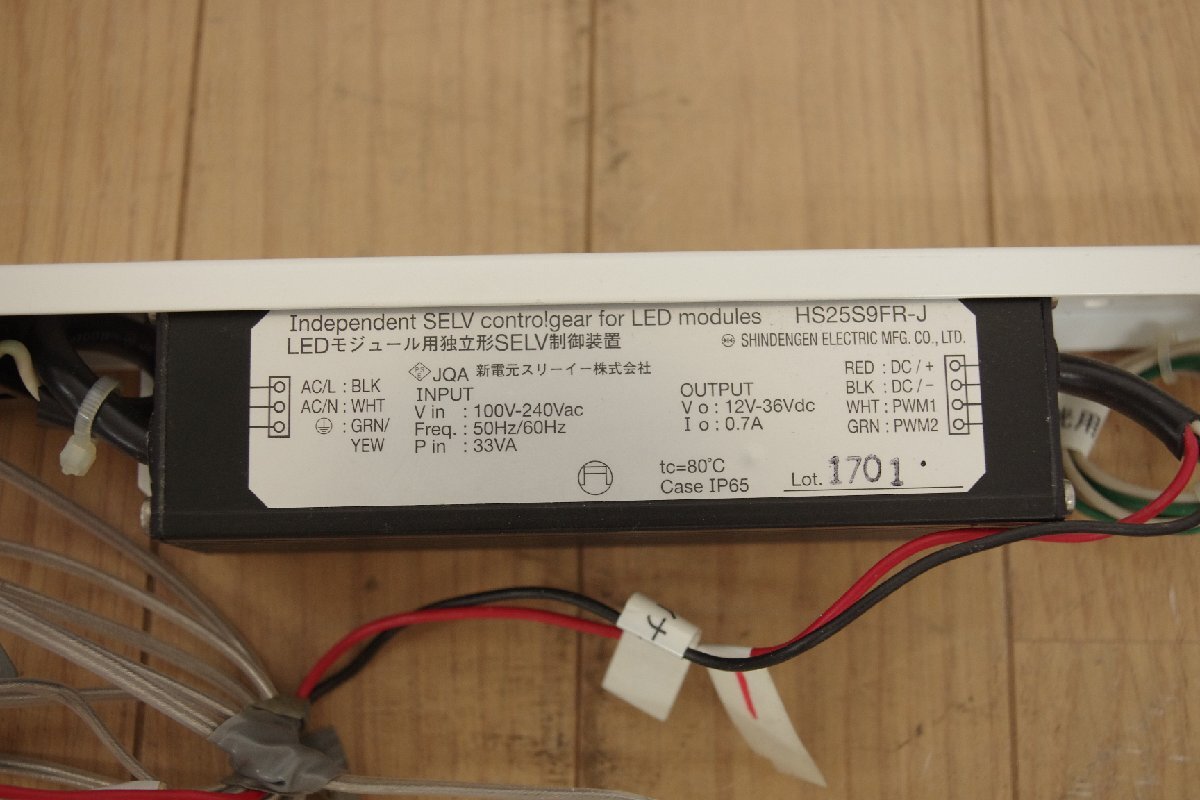 Independent SELV controlgear for LED modules HS25S9FR-J
LEDモジュール用独立形SELV制御装置 SHINDENGEN ELECTRIC MFG. CO., LTD.
JQA 新電元スリーイー株式会社
AC/L : BLK
AC/N : WHT
: GRN/
YEW
INPUT
V in : 100V-240Vac
Freq. : 50Hz/60Hz
P in : 33VA
OUTPUT
V o : 12V-36Vdc
I o : 0.7A
RED : DC / +
BLK : DC / −
WHT : PWM1
GRN : PWM2
tc=80°C
Case IP65
Lot. 1701
光用